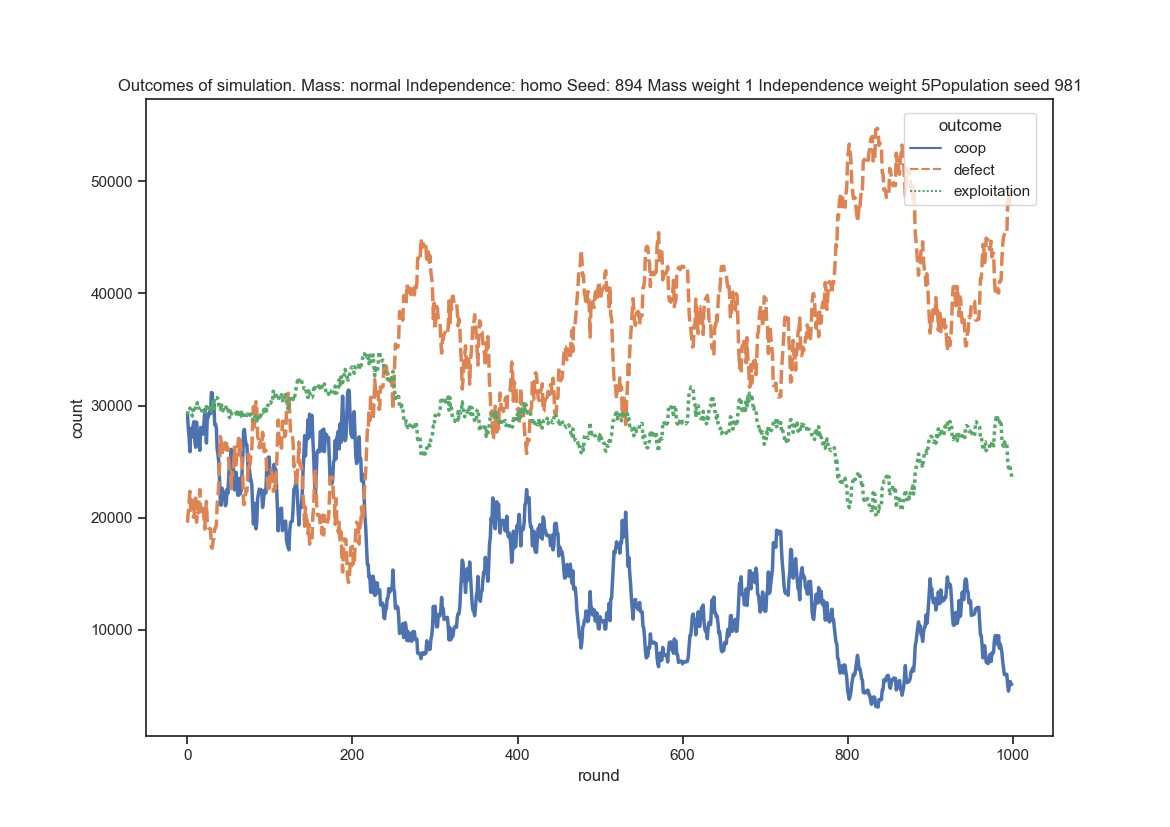 Outcomes of simulation. Mass: normal Independence: homo Seed: 894 Mass weight 1 Independence weight 5Population seed 981
outcome
coop
defect
exploitation
50000
40000
30000
20000
10000
count
0 200 400 600 800 1000
round